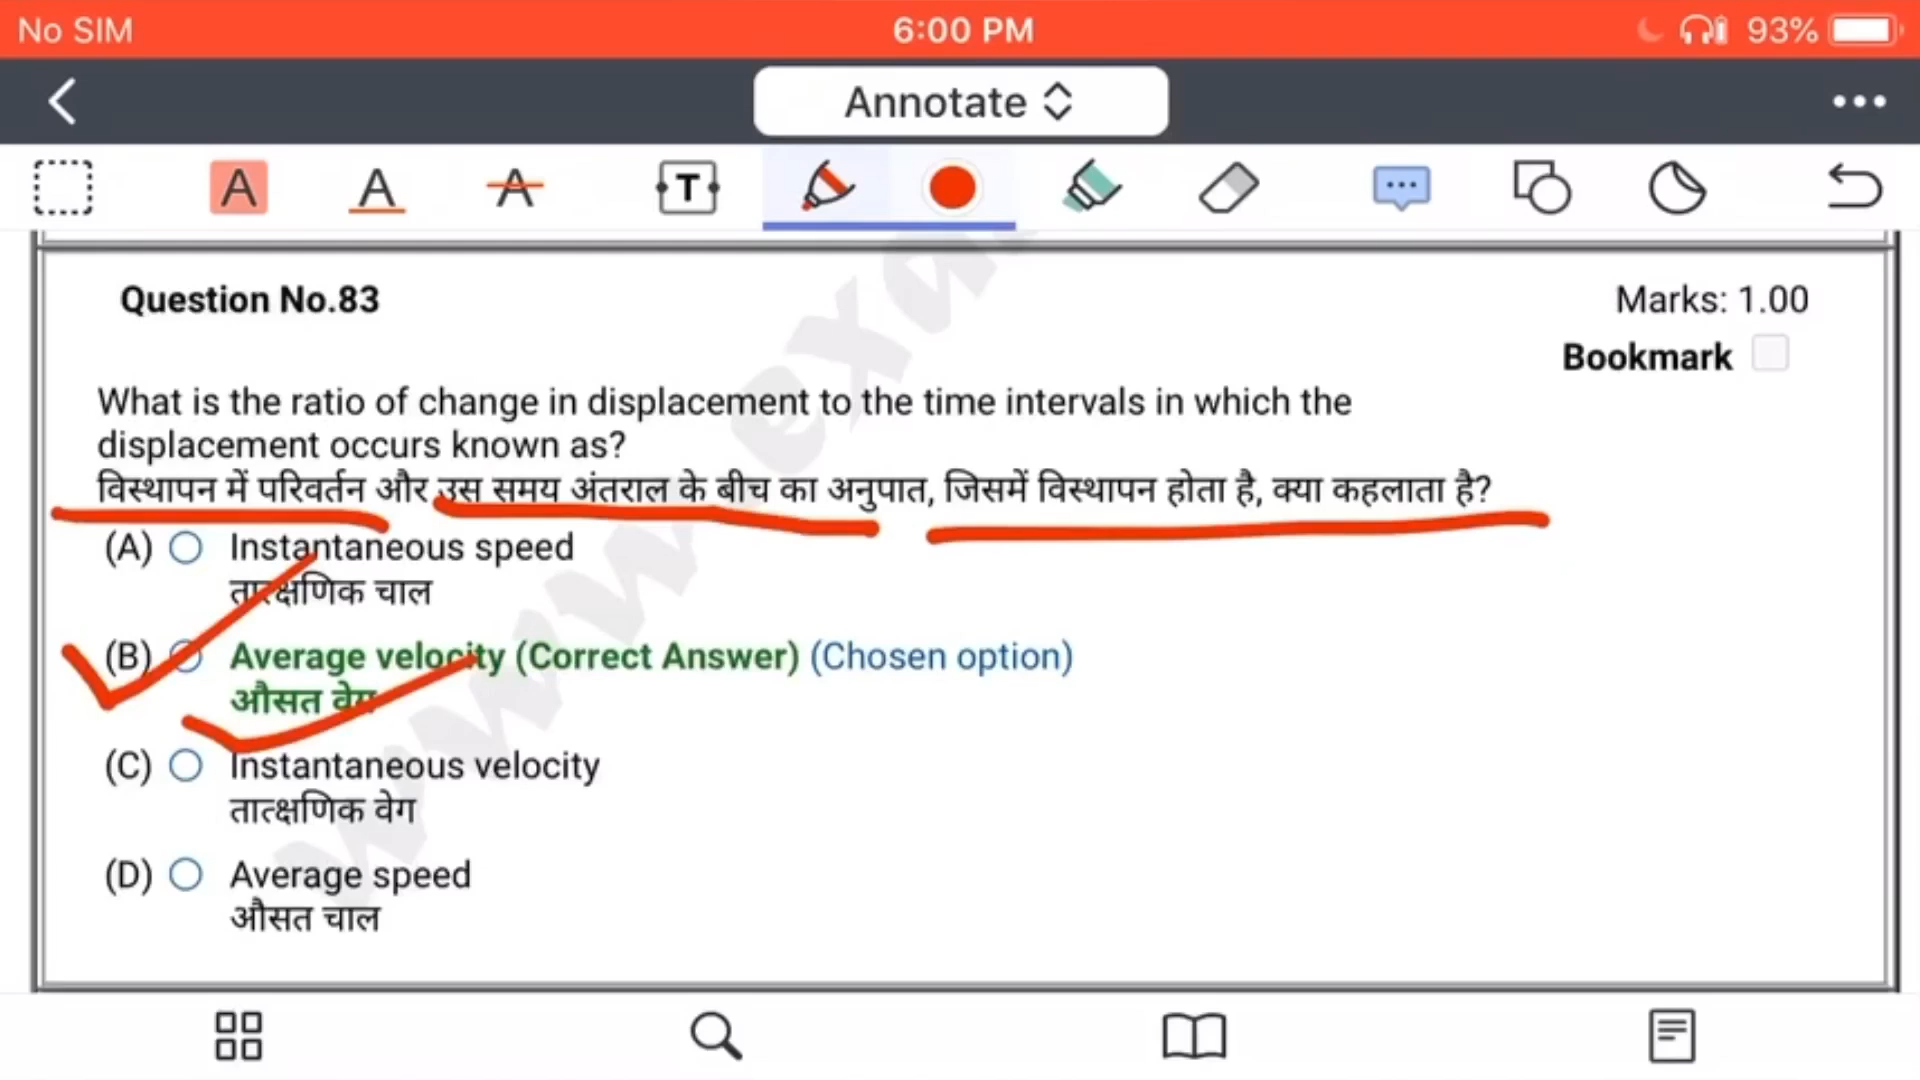 No SIM
6:00 PM
93%
Annotate
A A A T
Question No.83
Marks: 1.00
Bookmark
What is the ratio of change in displacement to the time intervals in which the
displacement occurs known as?
विस्थापन में परिवर्तन और उस समय अंतराल के बीच का अनुपात, जिसमें विस्थापन होता है, क्या कहलाता है?
(A) Instantaneous speed
तात्क्षणिक चाल
(B) Average velocity (Correct Answer) (Chosen option)
औसत वेग
(C) Instantaneous velocity
तात्क्षणिक वेग
(D) Average speed
औसत चाल
www.exa